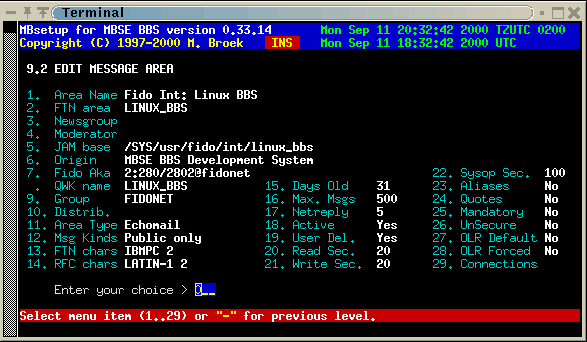 Terminal
MBsetup for MBSE BBS version 0.33.14 Mon Sep 11 20:32:42 2000 TZUTC 0200
Copyright (C) 1997-2000 M. Broek INS Mon Sep 11 18:32:42 2000 UTC
9.2 EDIT MESSAGE AREA
1. Area Name Fido Int: Linux BBS
2. FTN area LINUX_BBS
3. Newsgroup
4. Moderator
5. JAM base /SYS/usr/fido/int/linux_bbs
6. Origin MBSE BBS Development System
7. Fido Aka 2:280/2802@fidonet 22. Sysop Sec. 100
. QWK name LINUX_BBS 15. Days Old 31 23. Aliases No
9. Group FIDONET 16. Max. Msgs 500 24. Quotes No
10. Distrib. 17. Netreply 5 25. Mandatory No
11. Area Type Echomail 18. Active Yes 26. UnSecure No
12. Msg Kinds Public only 19. User Del. Yes 27. OLR Default No
13. FTN chars IBMPC 2 20. Read Sec. 20 28. OLR Forced No
14. RFC chars LATIN-1 2 21. Write Sec. 20 29. Connections
Enter your choice > 0__
Select menu item (1..29) or "-" for previous level.